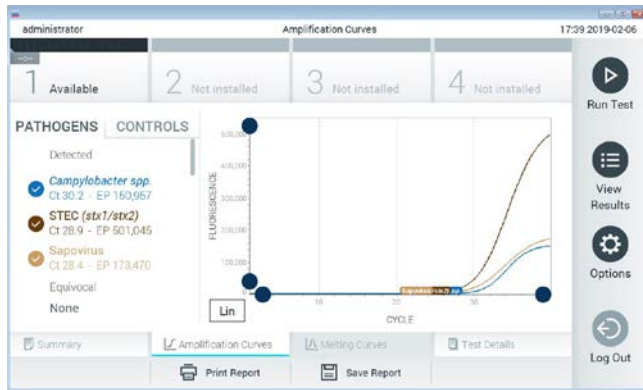 administrator Amplification Curves 17:39 2019-02-06
1 Available 2 Not installed 3 Not installed 4 Not installed
Run Test
PATHOGENS CONTROLS
Detected
Campylobacter spp.
Ct 30.2 - EP 150,957
STEC (stx1/stx2)
Ct 28.9 - EP 501,045
Sapovirus
Ct 28.4 - EP 173,470
Equivocal
None
FLUORESCENCE
500,000
400,000
300,000
200,000
100,000
Lin
CYCLE
View
Results
Options
Log Out
Summary Amplification Curves Melting Curves Test Details
Print Report Save Report